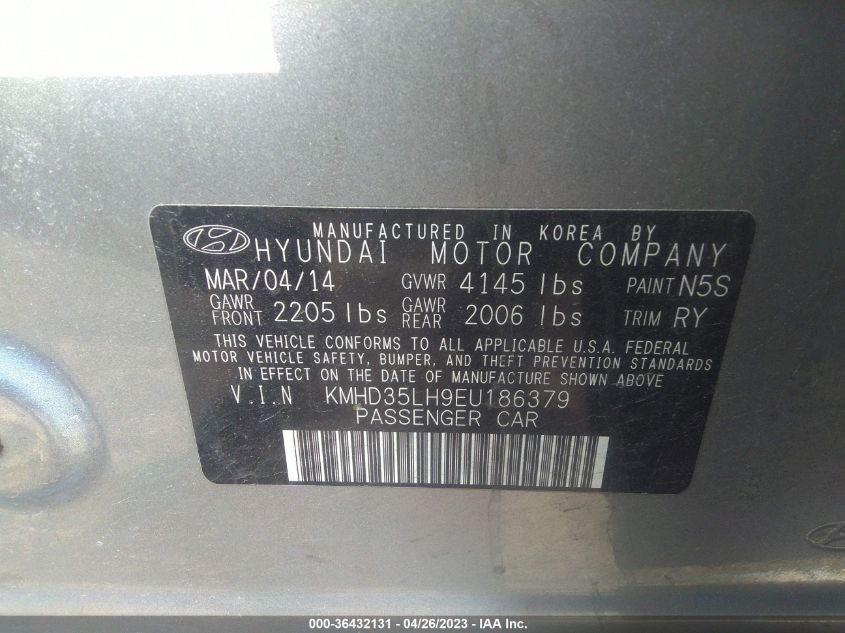 MANUFACTURED IN KOREA BY
HYUNDAI MOTOR COMPANY
MAR/04/14 GVWR 4145 lbs PAINT N5S
GAWR FRONT 2205 lbs GAWR REAR 2006 lbs TRIM RY
THIS VEHICLE CONFORMS TO ALL APPLICABLE U.S.A. FEDERAL
MOTOR VEHICLE SAFETY, BUMPER, AND THEFT PREVENTION STANDARDS
IN EFFECT ON THE DATE OF MANUFACTURE SHOWN ABOVE
V.I.N KMHD35LH9EU186379
PASSENGER CAR
000-36432131 - 04/26/2023 - IAA Inc.